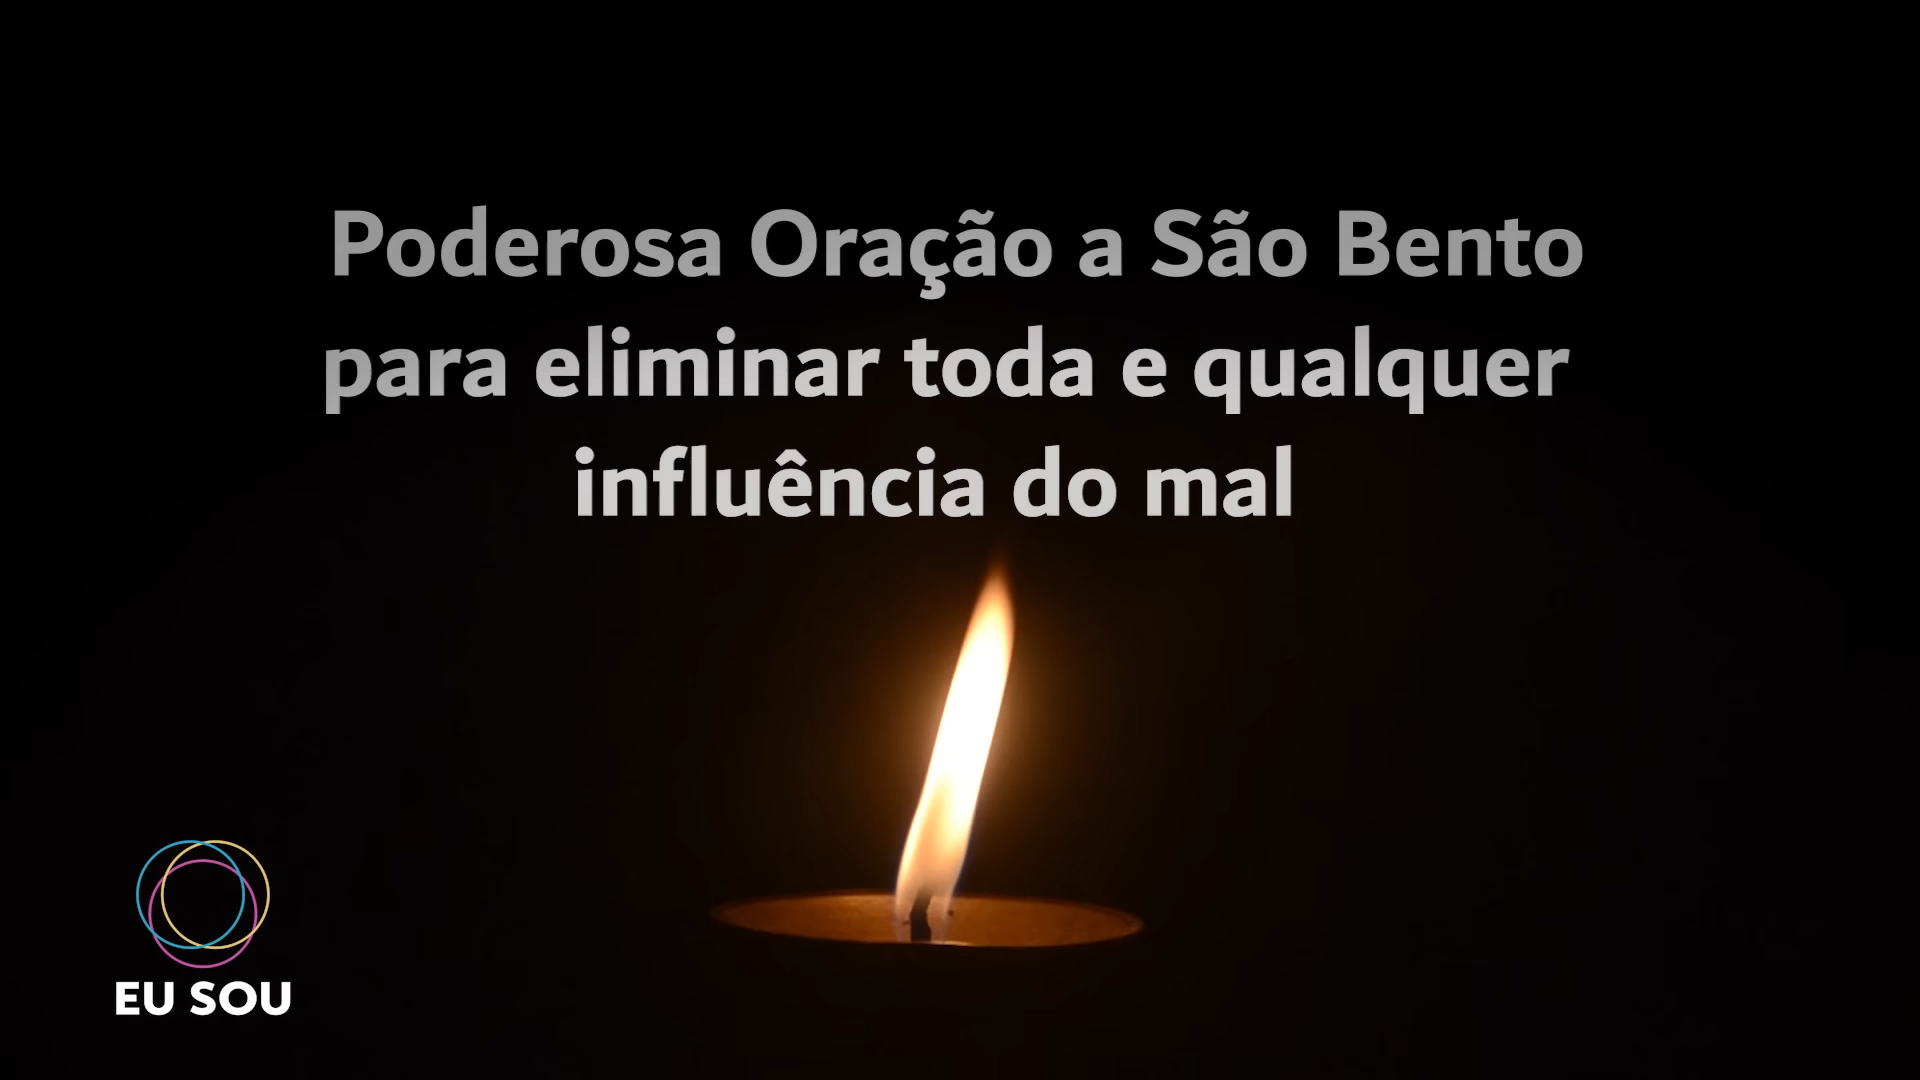 Poderosa Oração a São Bento
para eliminar toda e qualquer
influência do mal
EU SOU